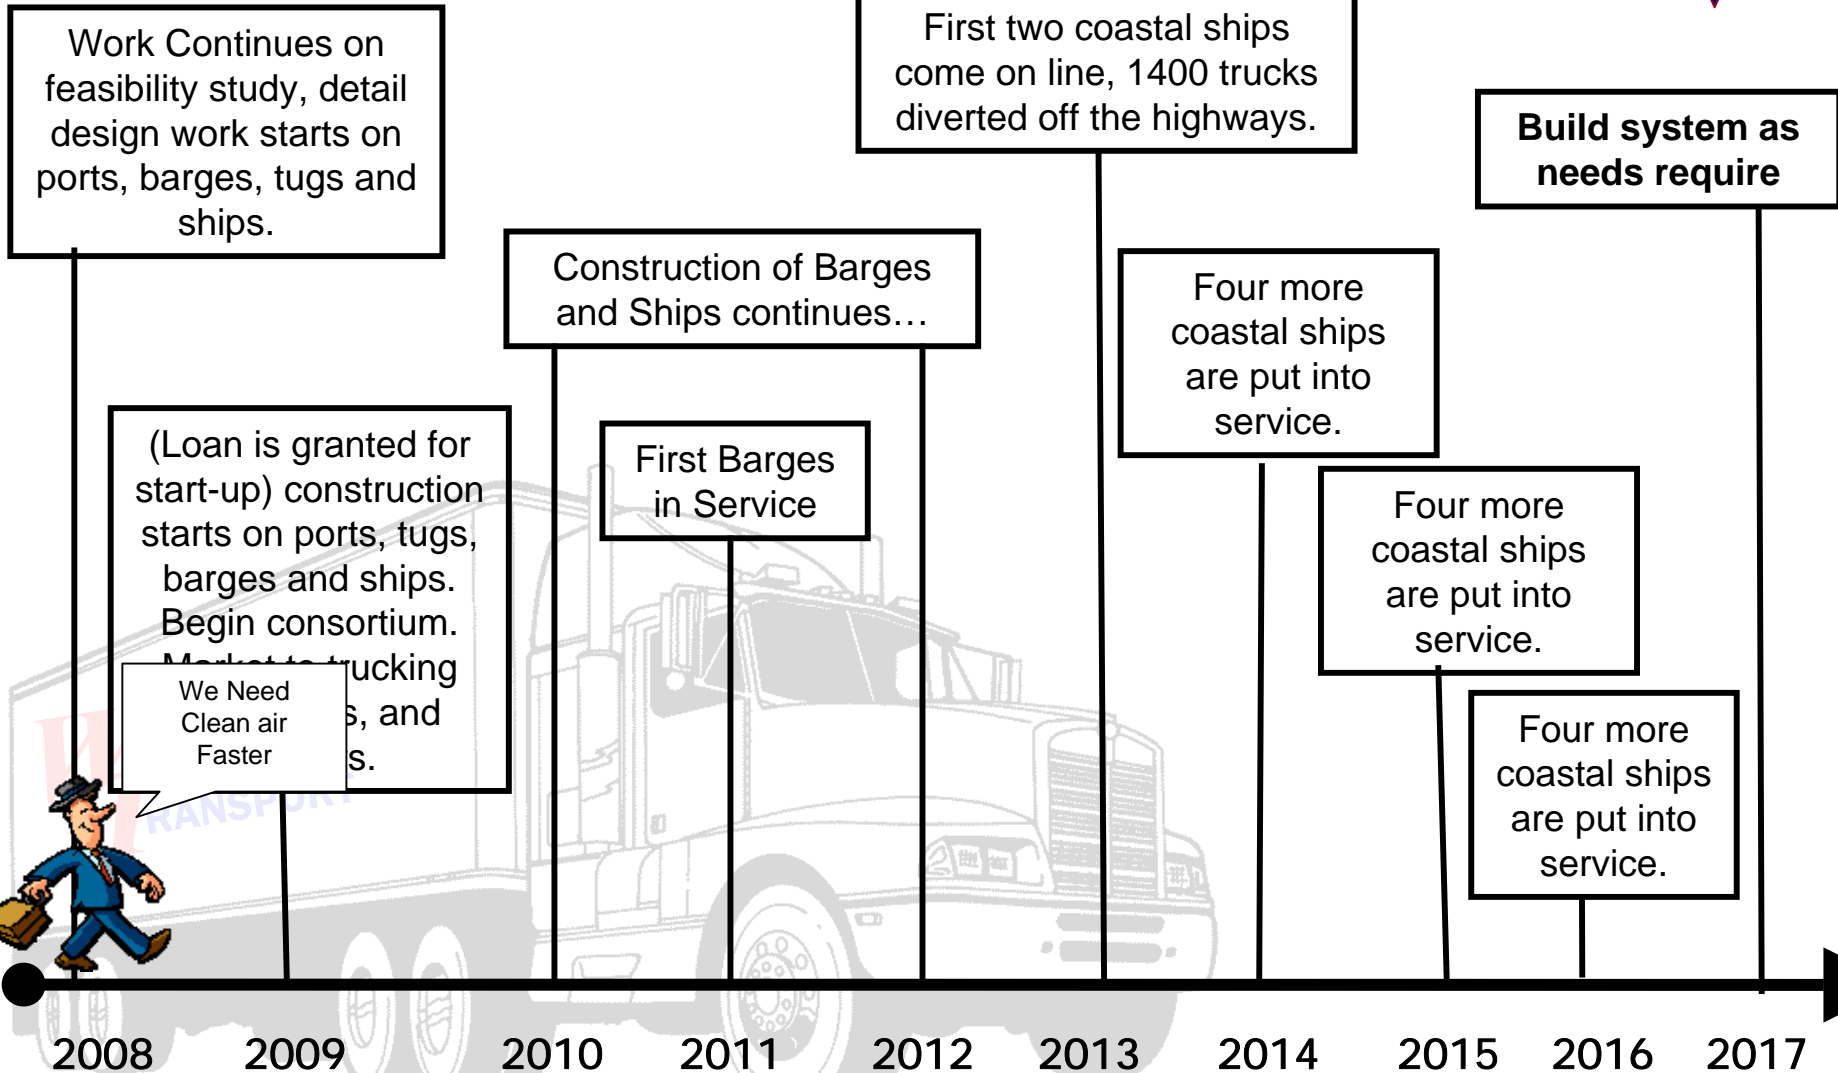 Work Continues on
feasibility study, detail
design work starts on
ports, barges, tugs and
ships.
First two coastal ships
come on line, 1400 trucks
diverted off the highways.
Build system as
needs require
Construction of Barges
and Ships continues…
Four more
coastal ships
are put into
service.
(Loan is granted for
start-up) construction
starts on ports, tugs,
barges and ships.
Begin consortium.
Market to trucking
, and
First Barges
in Service
Four more
coastal ships
are put into
service.
We Need
Clean air
Faster
Four more
coastal ships
are put into
service.
2008 2009 2010 2011 2012 2013 2014 2015 2016 2017